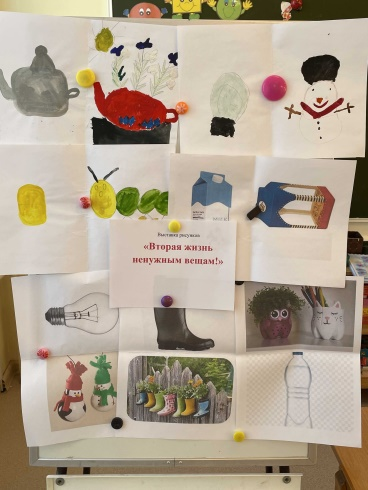 Выставка рисунков
«Вторая жизнь
ненужным вещам!»